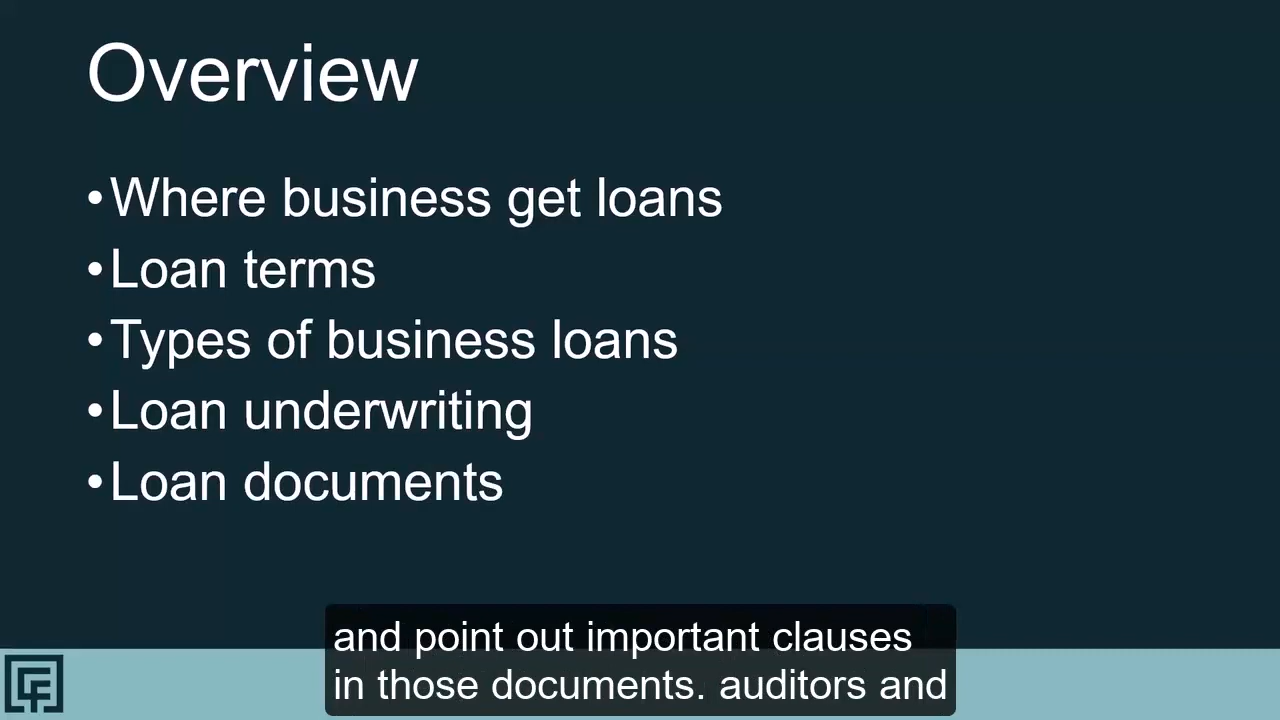 Overview
•Where business get loans
•Loan terms
•Types of business loans
•Loan underwriting
•Loan documents
and point out important clauses
in those documents. auditors and